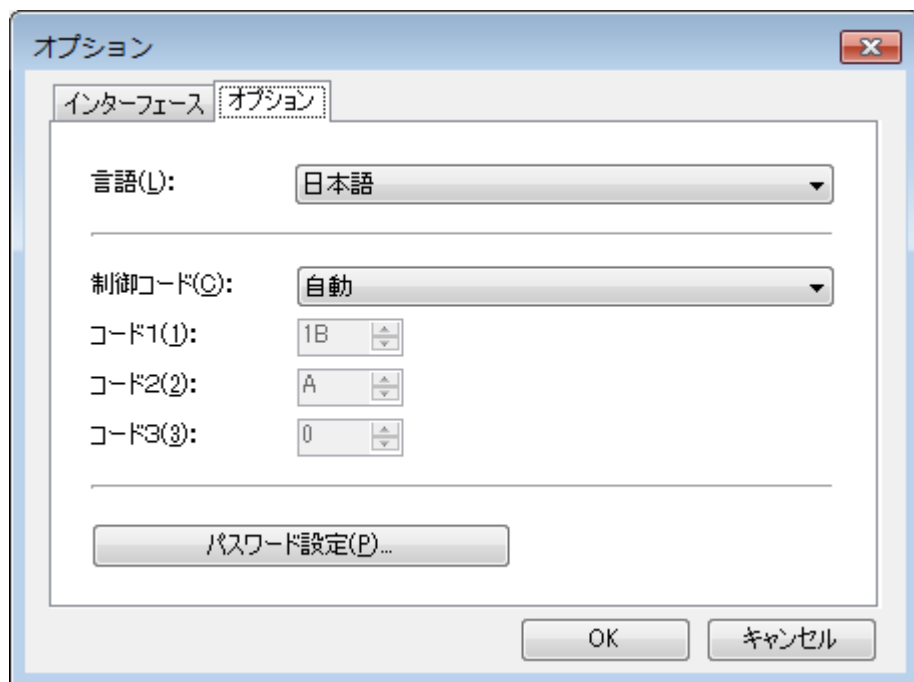 オプション
インターフェース オプション
言語(L): 日本語
制御コード(C): 自動
コード1(1): 1B
コード2(2): A
コード3(3): 0
パスワード設定(P)...
OK キャンセル